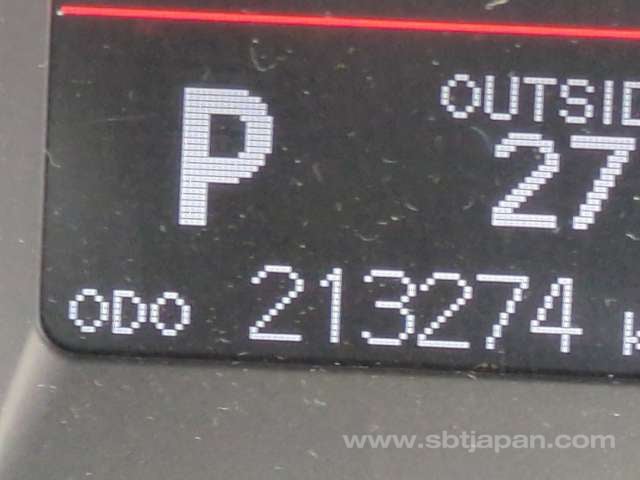 P
OUTSID
27
ODO 213274 k
www.sbtjapan.com